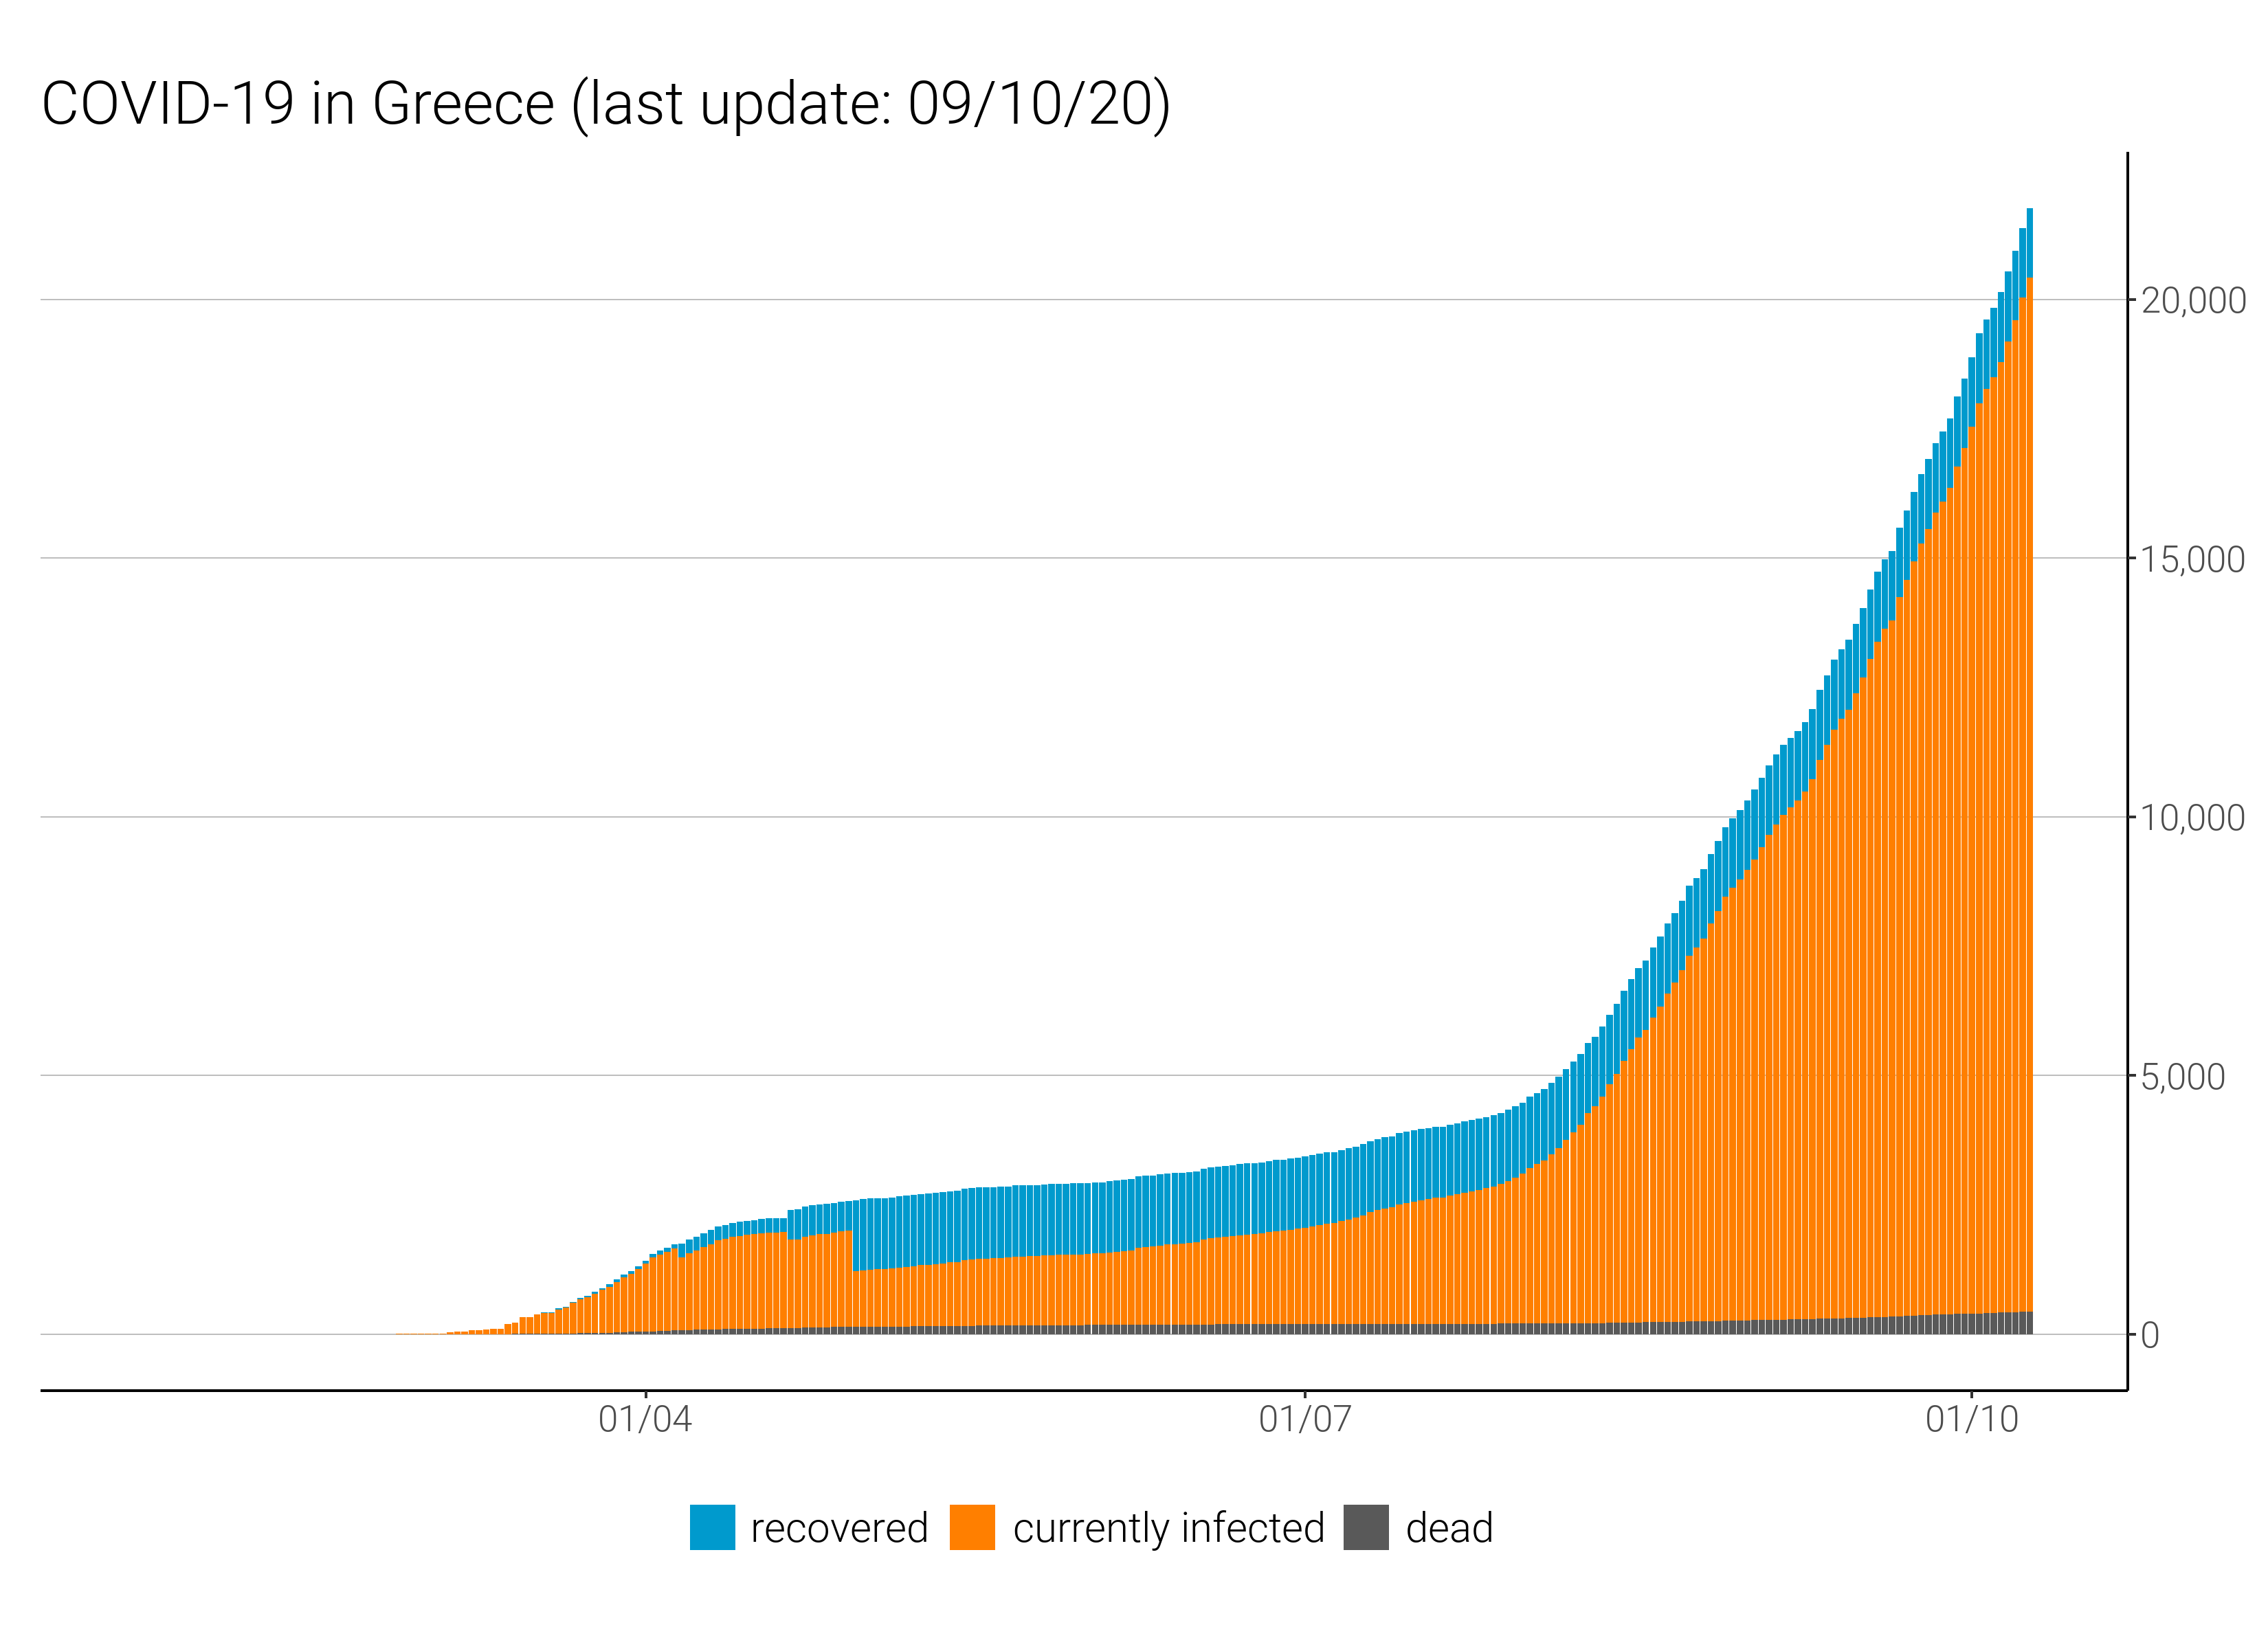 COVID-19 in Greece (last update: 09/10/20)
20,000
15,000
10,000
5,000
0
01/04 01/07 01/10
recovered currently infected dead